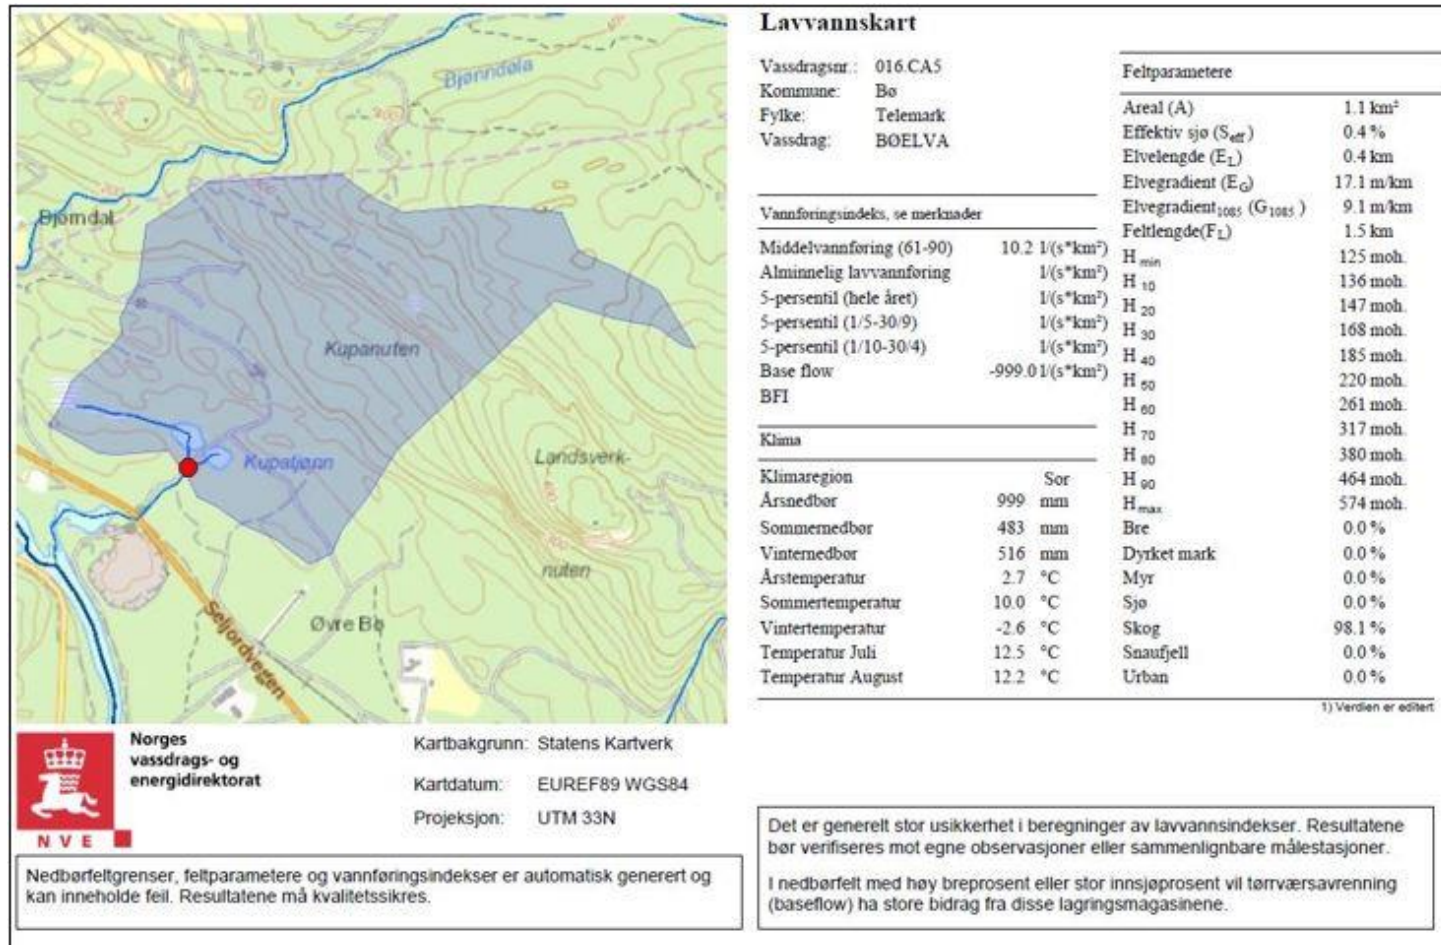 Bjønndøla
200
200
Bjørndal
Kupanuten
Kupatjønn
Landsverk-
nuten
Øvre Bø
Seljordvegen
Lavvannskart
Vassdragsnr.: 016.CA5
Kommune: Bø
Fylke: Telemark
Vassdrag: BØELVA
Vannføringsindeks, se merknader
Middelvannføring (61-90) 10.2 l/(s*km²)
Alminnelig lavvannføring l/(s*km²)
5-persentil (hele året) l/(s*km²)
5-persentil (1/5-30/9) l/(s*km²)
5-persentil (1/10-30/4) l/(s*km²)
Base flow -999.0 l/(s*km²)
BFI
Klima
Klimaregion Sor
Årsnedbør 999 mm
Sommernedbør 483 mm
Vinternedbør 516 mm
Årstemperatur 2.7 °C
Sommertemperatur 10.0 °C
Vintertemperatur -2.6 °C
Temperatur Juli 12.5 °C
Temperatur August 12.2 °C
Feltparametere
Areal (A) 1.1 km²
Effektiv sjø (S eff) 0.4 %
Elvelengde (E L) 0.4 km
Elvegradient (E G) 17.1 m/km
Elvegradient 1085 (G 1085) 9.1 m/km
Feltlengde(F L) 1.5 km
H min 125 moh.
H 10 136 moh.
H 20 147 moh.
H 30 168 moh.
H 40 185 moh.
H 50 220 moh.
H 60 261 moh.
H 70 317 moh.
H 80 380 moh.
H 90 464 moh.
H max 574 moh.
Bre 0.0 %
Dyrket mark 0.0 %
Myr 0.0 %
Sjø 0.0 %
Skog 98.1 %
Snaufjell 0.0 %
Urban 0.0 %
1) Verdien er editert
Norges
vassdrags- og
energidirektorat
NVE
Kartbakgrunn: Statens Kartverk
Kartdatum: EUREF89 WGS84
Projeksjon: UTM 33N
Nedbørfeltgrenser, feltparametere og vannføringsindekser er automatisk generert og
kan inneholde feil. Resultatene må kvalitetssikres.
Det er generelt stor usikkerhet i beregninger av lavvannsindekser. Resultatene
bør verifiseres mot egne observasjoner eller sammenlignbare målestasjoner.
I nedbørfelt med høy breprosent eller stor innsjøprosent vil tørrværsavrenning
(baseflow) ha store bidrag fra disse lagringsmagasinene.